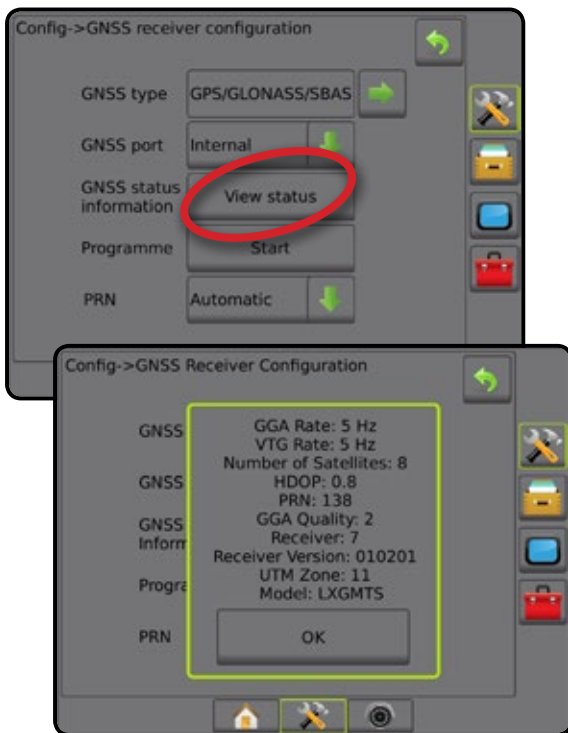 Config->GNSS receiver configuration
GNSS type GPS/GLONASS/SBAS
GNSS port Internal
GNSS status
information View status
Programme Start
PRN Automatic
Config->GNSS Receiver Configuration
GNSS
GNSS
GNSS
Inform
Progra
PRN
GGA Rate: 5 Hz
VTG Rate: 5 Hz
Number of Satellites: 8
HDOP: 0.8
PRN: 138
GGA Quality: 2
Receiver: 7
Receiver Version: 010201
UTM Zone: 11
Model: LXGMTS
OK